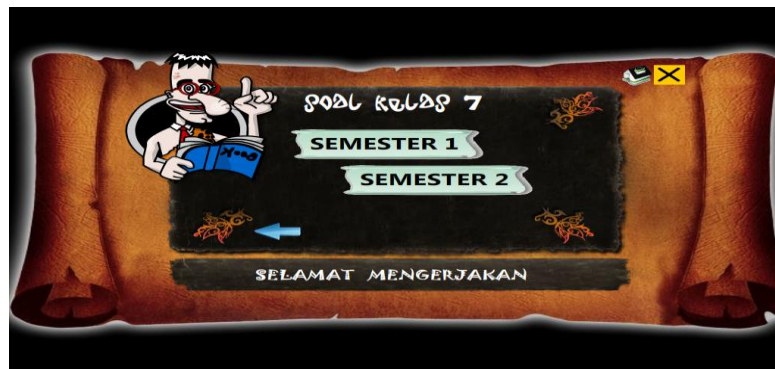 SOAL KELAS 7
SEMESTER 1
SEMESTER 2
SELAMAT MENGERJAKAN